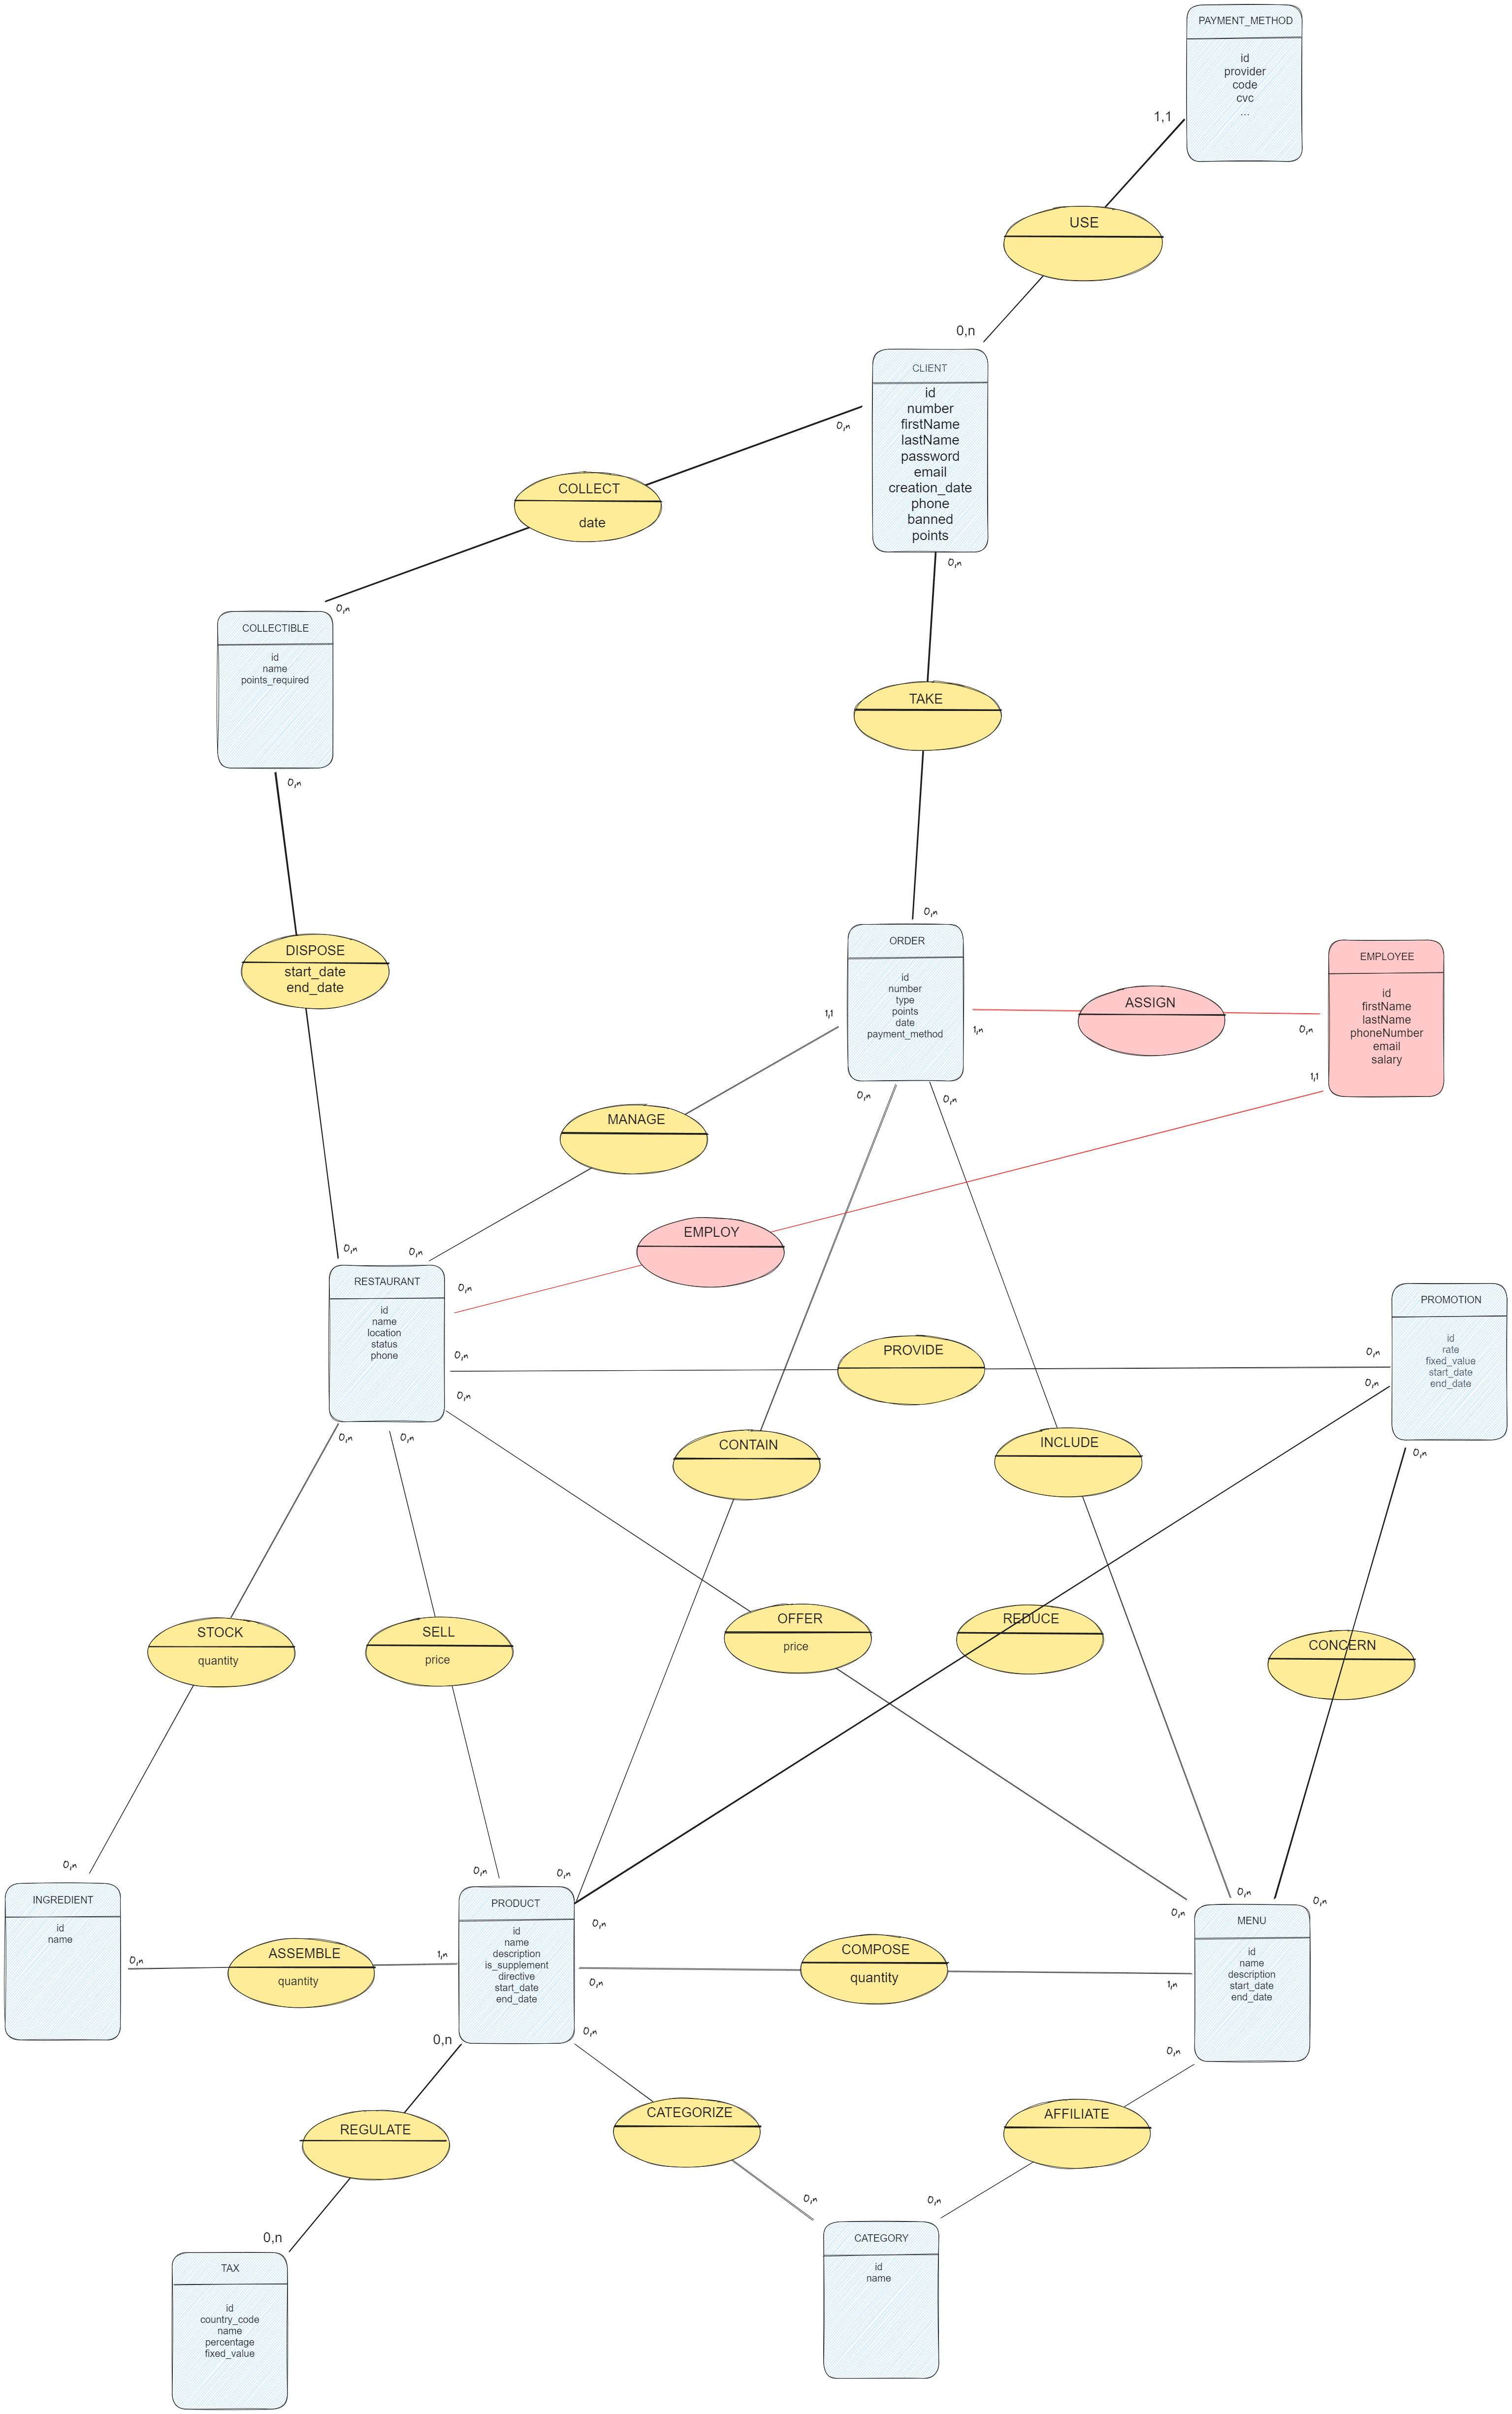 PAYMENT_METHOD
id
provider
code
cvc
...
1,1
USE
0,n
CLIENT
id
number
firstName
lastName
password
email
creation_date
phone
banned
points
0,n
COLLECT
date
0,n
0,n
COLLECTIBLE
id
name
points_required
TAKE
0,n
0,n
ORDER
id
number
type
points
date
payment_method
EMPLOYEE
id
firstName
lastName
phoneNumber
email
salary
DISPOSE
start_date
end_date
ASSIGN
1,1
1,n
0,n
1,1
0,n
0,n
MANAGE
EMPLOY
0,n
0,n
0,n
RESTAURANT
id
name
location
status
phone
PROMOTION
id
rate
fixed_value
start_date
end_date
0,n
PROVIDE
0,n
0,n
0,n
0,n
0,n
CONTAIN
INCLUDE
0,n
STOCK
quantity
SELL
price
OFFER
price
REDUCE
CONCERN
0,n
0,n
0,n
0,n
0,n
0,n
0,n
INGREDIENT
id
name
PRODUCT
id
name
description
is_supplement
directive
start_date
end_date
MENU
id
name
description
start_date
end_date
0,n
ASSEMBLE
quantity
1,n
0,n
COMPOSE
quantity
1,n
0,n
0,n
0,n
REGULATE
CATEGORIZE
AFFILIATE
0,n
0,n
0,n
TAX
id
country_code
name
percentage
fixed_value
CATEGORY
id
name